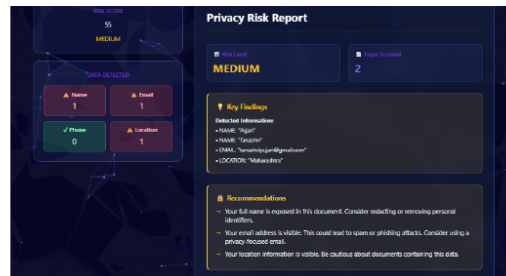 RISK SCORE
55
MEDIUM
DATA DETECTED
Name
1
Email
1
Phone
0
Location
1
Privacy Risk Report
Risk Level
MEDIUM
Pages Scanned
2
Key Findings
Detected Information:
• NAME: "Pujari"
• NAME: "Tanushri"
• EMAIL: "tanushripujari@gmail.com"
• LOCATION: "Maharashtra"
Recommendations
→ Your full name is exposed in this document. Consider redacting or removing personal
identifiers.
→ Your email address is visible. This could lead to spam or phishing attacks. Consider using a
privacy-focused email.
→ Your location information is visible. Be cautious about documents containing this data.